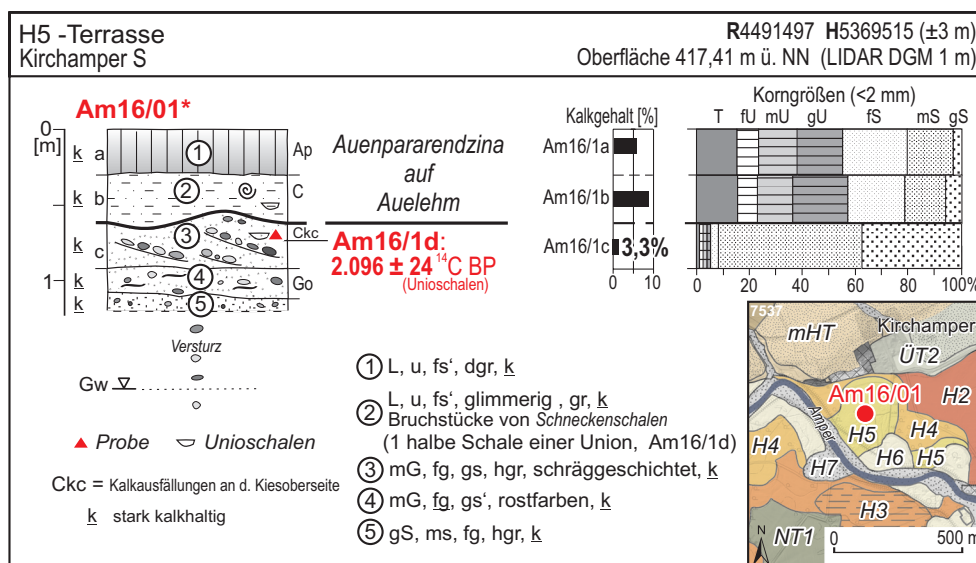 H5 -Terrasse
Kirchamper S
R4491497 H5369515 (±3 m)
Oberfläche 417,41 m ü. NN (LIDAR DGM 1 m)
Am16/01*
0
[m]
1
k a
k b
k c
k
k
1
2
3
4
5
Ap
C
Ckc
Go
Auenpararendzina
auf
Auelehm
Am16/1d:
2.096 ± 24 14C BP
(Unioschalen)
Versturz
Gw
Probe
Unioschalen
Ckc = Kalkausfällungen an d. Kiesoberseite
k stark kalkhaltig
1 L, u, fs‘, dgr, k
2 L, u, fs‘, glimmerig , gr, k
Bruchstücke von Schneckenschalen
(1 halbe Schale einer Union, Am16/1d)
3 mG, fg, gs, hgr, schräggeschichtet, k
4 mG, fg, gs‘, rostfarben, k
5 gS, ms, fg, hgr, k
Kalkgehalt [%]
Am16/1a
Am16/1b
Am16/1c 3,3%
0 10
Korngrößen (<2 mm)
T fU mU gU fS mS gS
0 20 40 60 80 100%
7537
mHT
Kirchamper
ÜT2
Am16/01
H2
Amper
H5
H4
H4
H6
H5
H7
H3
NT1
N
0 500 m